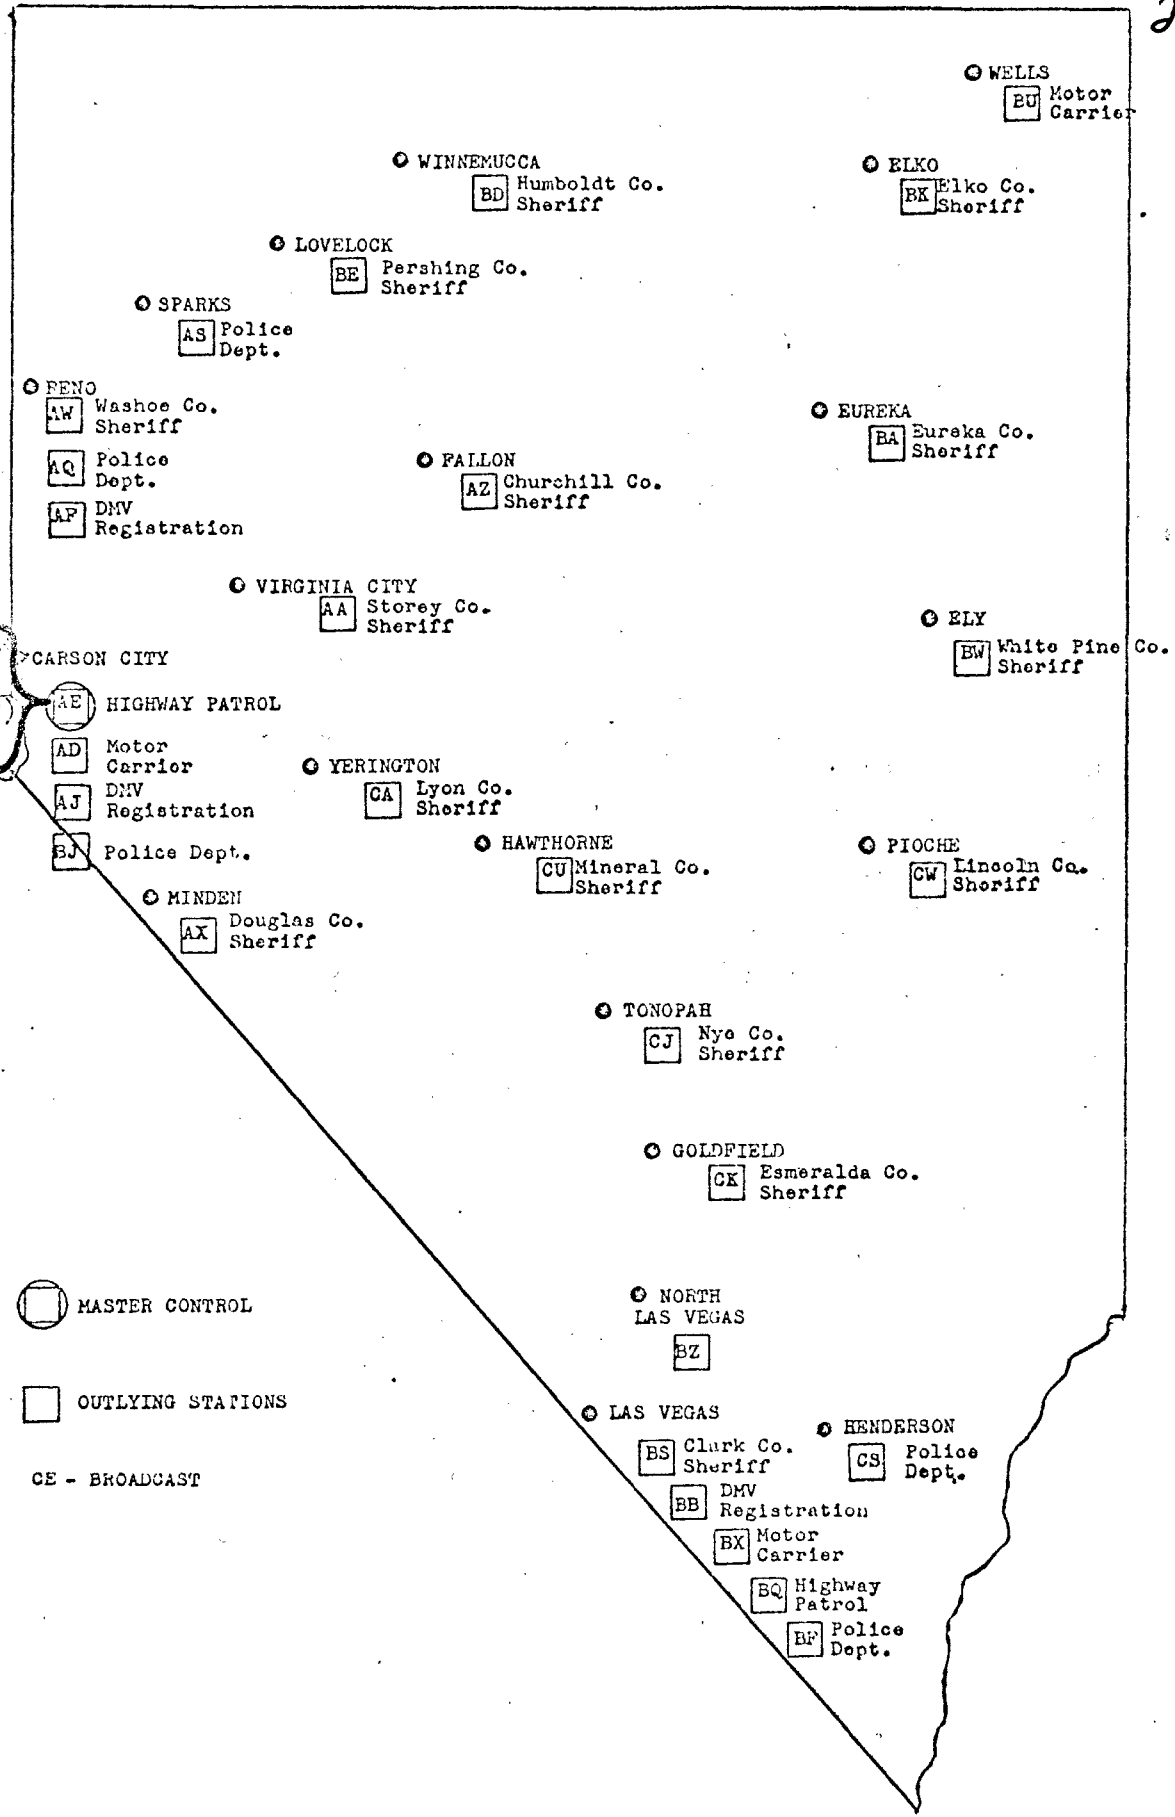 WELLS
BU Motor
Carrier
WINNEMUCCA
BD Humboldt Co.
Sheriff
ELKO
BK Elko Co.
Sheriff
LOVELOCK
BE Pershing Co.
Sheriff
SPARKS
AS Police
Dept.
RENO
AW Washoe Co.
Sheriff
AQ Police
Dept.
AF DMV
Registration
EUREKA
BA Eureka Co.
Sheriff
FALLON
AZ Churchill Co.
Sheriff
VIRGINIA CITY
AA Storey Co.
Sheriff
ELY
BW White Pine Co.
Sheriff
CARSON CITY
AE HIGHWAY PATROL
AD Motor
Carrier
AJ DMV
Registration
BJ Police Dept.
YERINGTON
CA Lyon Co.
Sheriff
HAWTHORNE
CU Mineral Co.
Sheriff
PIOCHE
CW Lincoln Co.
Sheriff
MINDEN
AX Douglas Co.
Sheriff
TONOPAH
CJ Nye Co.
Sheriff
GOLDFIELD
CK Esmeralda Co.
Sheriff
NORTH
LAS VEGAS
BZ
LAS VEGAS
BS Clark Co.
Sheriff
BB DMV
Registration
BX Motor
Carrier
BQ Highway
Patrol
BF Police
Dept.
HENDERSON
CS Police
Dept.
MASTER CONTROL
OUTLYING STATIONS
CE - BROADCAST